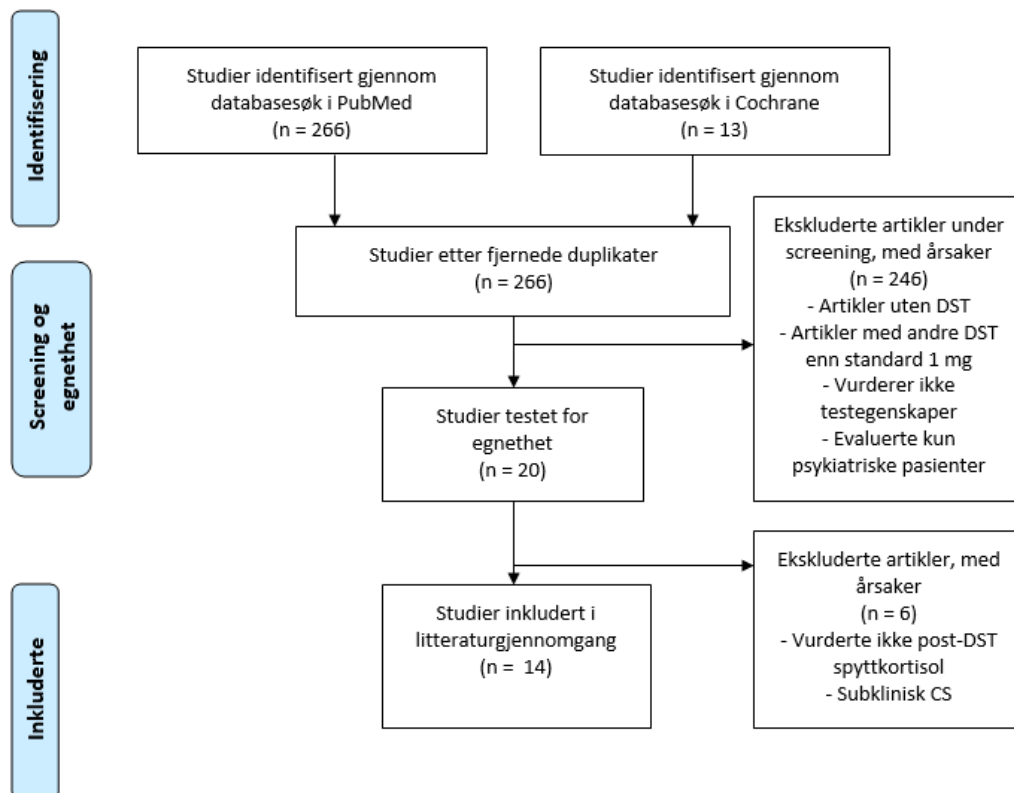 Identifisering
Studier identifisert gjennom
databasesøk i PubMed
(n = 266)
Studier identifisert gjennom
databasesøk i Cochrane
(n = 13)
Studier etter fjernede duplikater
(n = 266)
Ekskluderte artikler under
screening, med årsaker
(n = 246)
- Artikler uten DST
- Artikler med andre DST
enn standard 1 mg
- Vurderer ikke
testegenskaper
- Evaluerte kun
psykiatriske pasienter
Screening og
egnethet
Studier testet for
egnethet
(n = 20)
Ekskluderte artikler, med
årsaker
(n = 6)
- Vurderte ikke post-DST
spyttkortisol
- Subklinisk CS
Inkluderte
Studier inkludert i
litteraturgjennomgang
(n = 14)